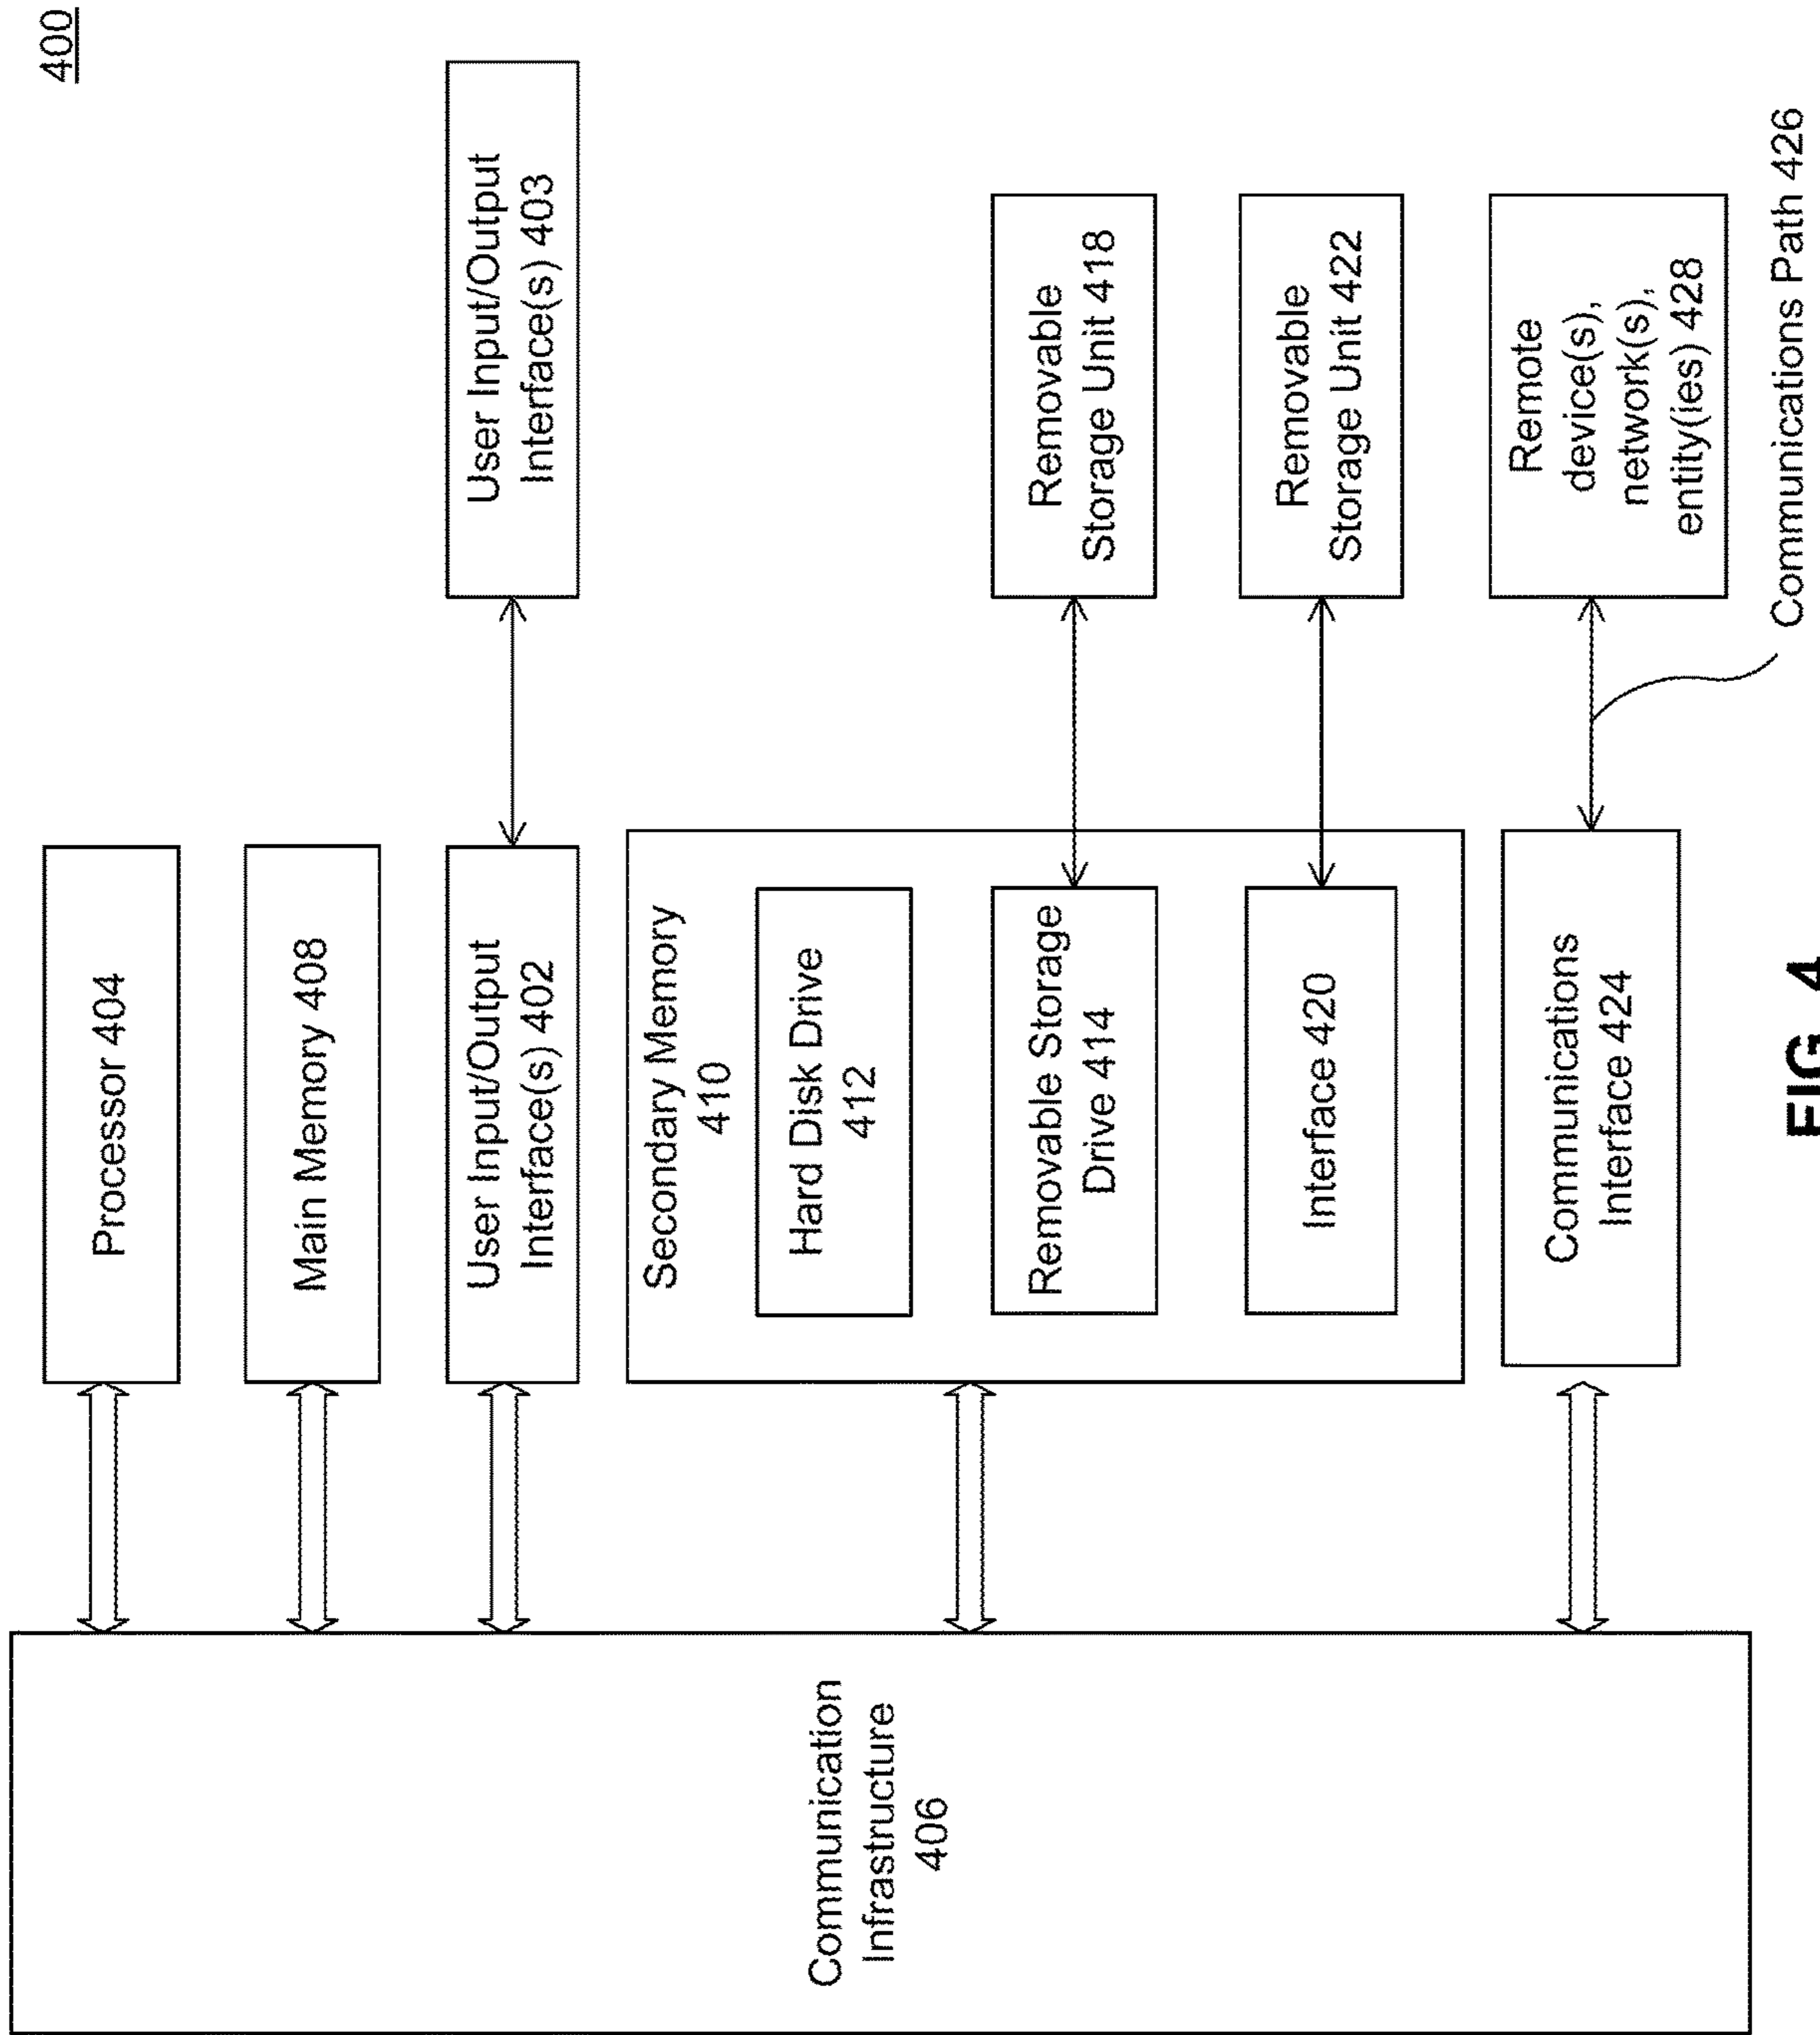 400
Processor 404
Main Memory 408
User Input/Output
Interface(s) 402
User Input/Output
Interface(s) 403
Secondary Memory
410
Hard Disk Drive
412
Removable Storage
Drive 414
Removable
Storage Unit 418
Interface 420
Removable
Storage Unit 422
Communications
Interface 424
Remote
device(s),
network(s),
entity(ies) 428
Communications Path 426
Communication
Infrastructure
406
FIG. 4